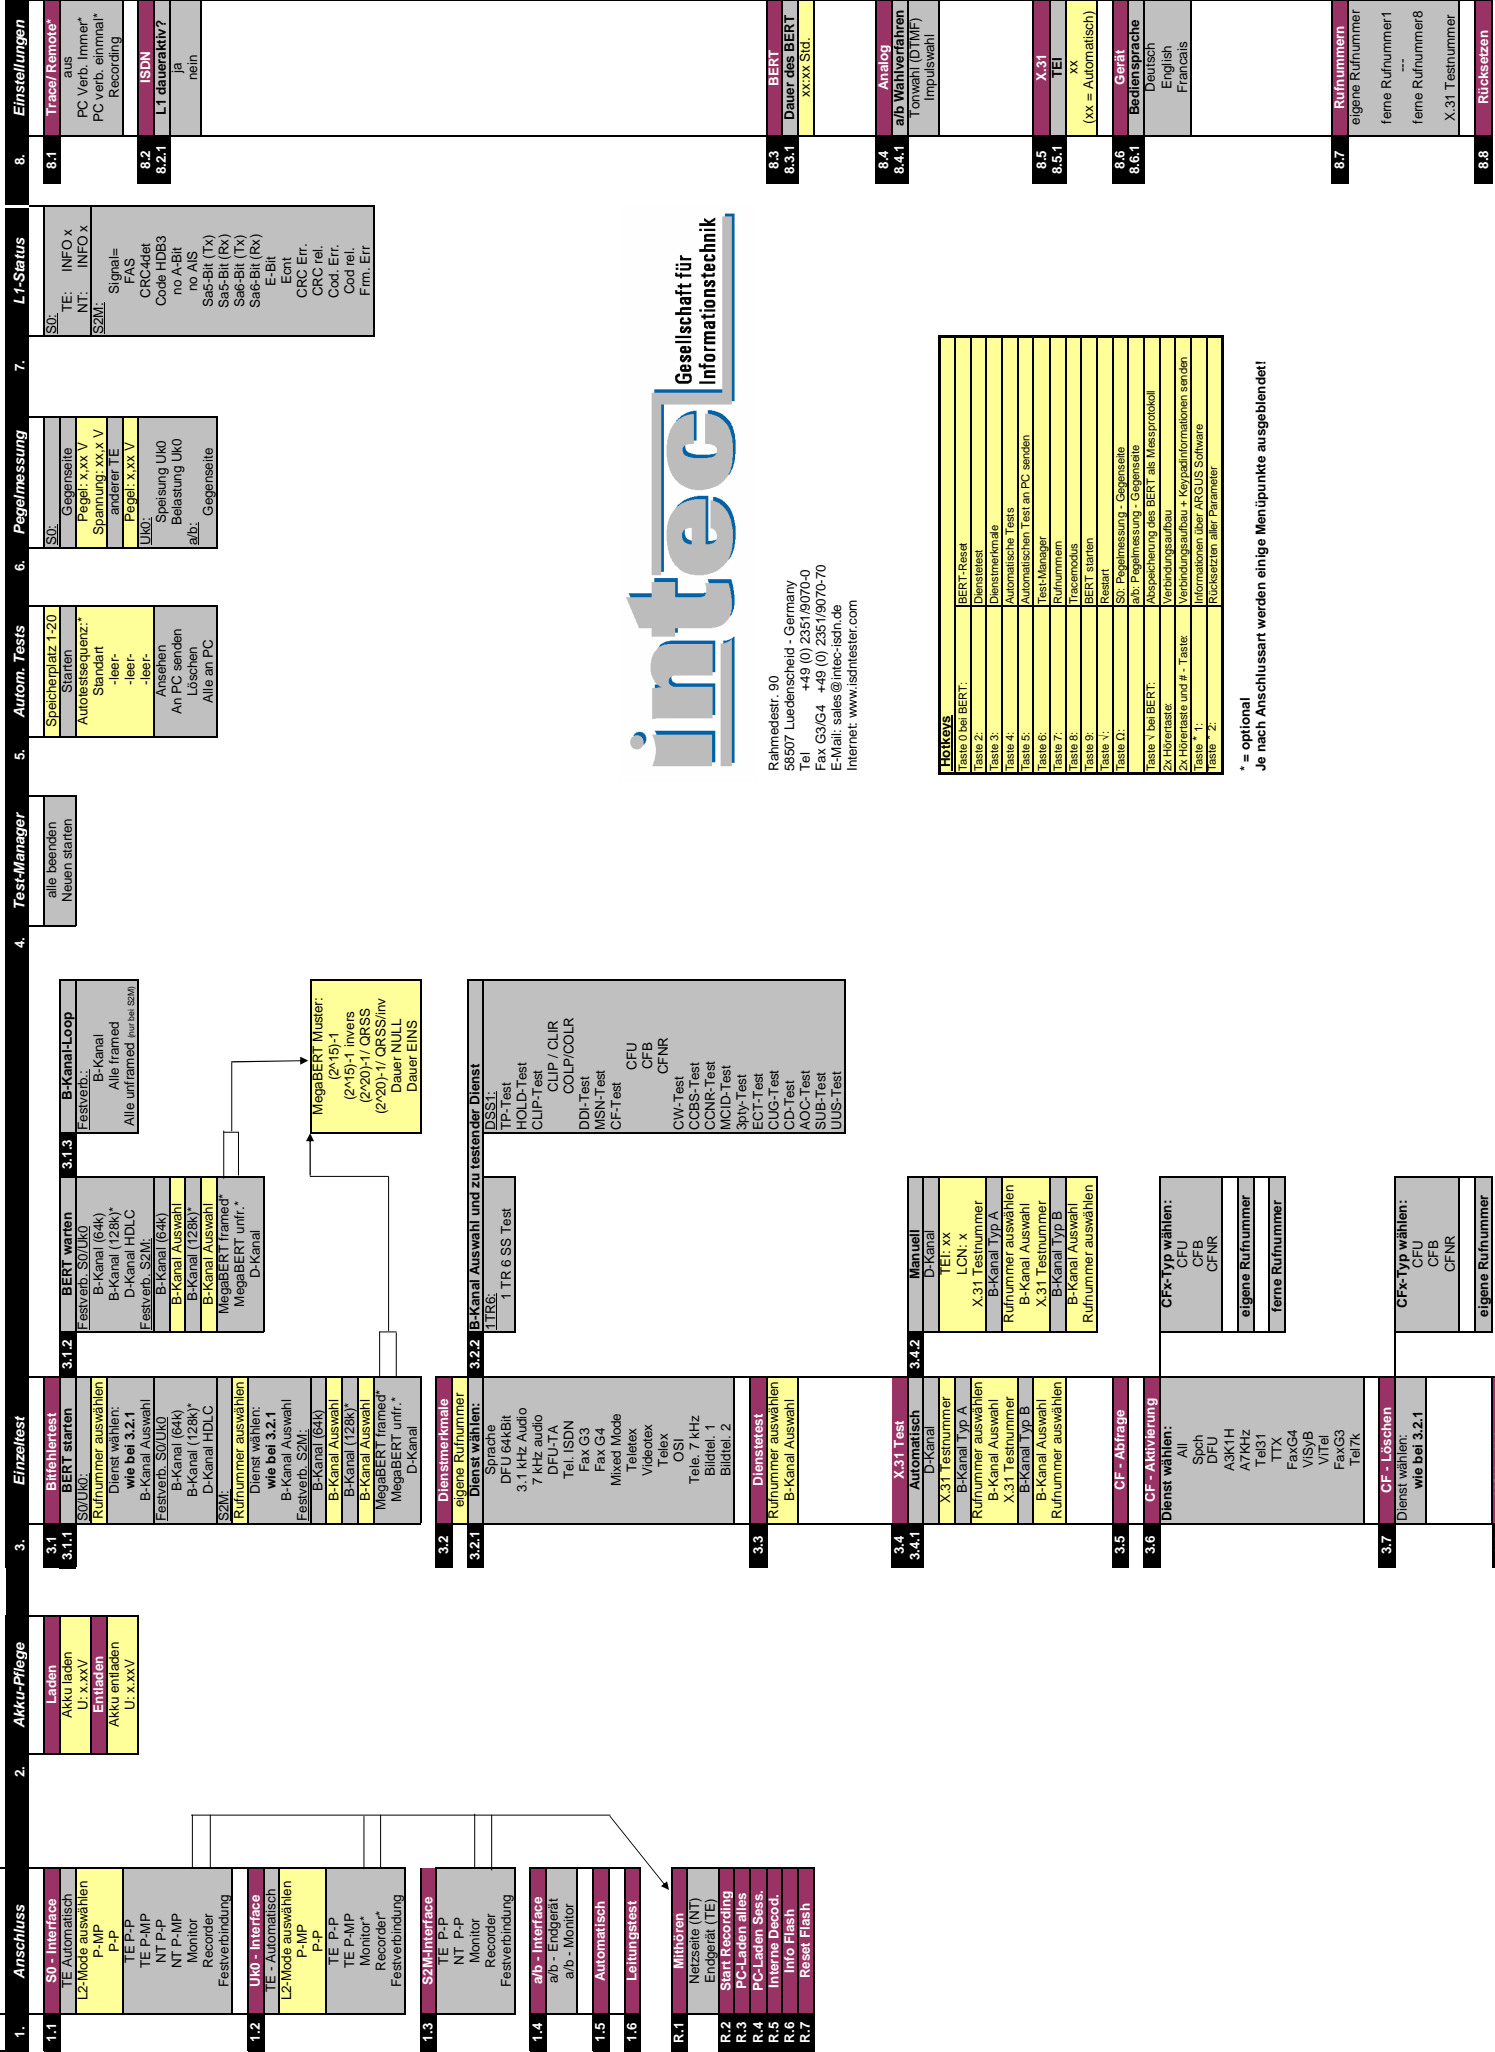 1. Anschluss
1.1 S0 - Interface
TE Automatisch
L2-Mode auswählen
P-MP
P-P
TE P-P
TE P-MP
NT P-P
NT P-MP
Monitor
Recorder
Festverbindung
1.2 Uk0 - Interface
TE - Automatisch
L2-Mode auswählen
P-MP
P-P
TE P-P
TE P-MP
Monitor*
Recorder*
Festverbindung
1.3 S2M-Interface
TE P-P
NT P-P
Monitor
Recorder
Festverbindung
1.4 a/b - Interface
a/b - Endgerät
a/b - Monitor
1.5 Automatisch
1.6 Leitungstest
R.1 Mithören
Netzseite (NT)
Endgerät (TE)
R.2 Start Recording
R.3 PC-Laden alles
R.4 PC-Laden Sess.
R.5 Interne Decod.
R.6 Info Flash
R.7 Reset Flash
2. Akku-Pflege
Laden
Akku laden
U: x.xxV
Entladen
Akku entladen
U: x.xxV
3. Einzeltest
3.1 Bitfehlertest
3.1.1 BERT starten
S0/Uk0:
Rufnummer auswählen
Dienst wählen:
wie bei 3.2.1
B-Kanal Auswahl
Festverb. S0/Uk0
B-Kanal (64k)
B-Kanal (128k)*
D-Kanal HDLC
S2M:
Rufnummer auswählen
Dienst wählen:
wie bei 3.2.1
B-Kanal Auswahl
Festverb. S2M:
B-Kanal (64k)
B-Kanal Auswahl
B-Kanal (128k)*
B-Kanal Auswahl
MegaBERT framed*
MegaBERT unfr.*
D-Kanal
3.1.2 BERT warten
Festverb. S0/Uk0
B-Kanal (64k)
B-Kanal (128k)*
D-Kanal HDLC
Festverb. S2M:
B-Kanal (64k)
B-Kanal Auswahl
B-Kanal (128k)*
B-Kanal Auswahl
MegaBERT framed*
MegaBERT unfr.*
D-Kanal
3.1.3 B-Kanal-Loop
Festverb.:
B-Kanal
Alle framed
Alle unframed (nur bei S2M)
MegaBERT Muster:
(2^15)-1
(2^15)-1 invers
(2^20)-1/ QRSS
(2^20)-1/ QRSS/inv
Dauer NULL
Dauer EINS
3.2 Dienstmerkmale
eigene Rufnummer
3.2.1 Dienst wählen:
Sprache
DFU 64kBit
3.1 kHz Audio
7 kHz audio
DFU-TA
Tel. ISDN
Fax G3
Fax G4
Mixed Mode
Teletex
Videotex
Telex
OSI
Tele. 7 kHz
Bildtel. 1
Bildtel. 2
3.2.2 B-Kanal Auswahl und zu testender Dienst
1TR6:
1 TR 6 SS Test
DSS1:
TP-Test
HOLD-Test
CLIP-Test
CLIP / CLIR
COLP/COLR
DDI-Test
MSN-Test
CF-Test
CFU
CFB
CFNR
CW-Test
CCBS-Test
CCNR-Test
MCID-Test
3pty-Test
ECT-Test
CUG-Test
CD-Test
AOC-Test
SUB-Test
UUS-Test
3.3 Dienstetest
Rufnummer auswählen
B-Kanal Auswahl
3.4 X.31 Test
3.4.1 Automatisch
D-Kanal
X.31 Testnummer
B-Kanal Typ A
Rufnummer auswählen
B-Kanal Auswahl
X.31 Testnummer
B-Kanal Typ B
B-Kanal Auswahl
Rufnummer auswählen
3.4.2 Manuell
D-Kanal
TEI: xx
LCN: x
X.31 Testnummer
B-Kanal Typ A
Rufnummer auswählen
B-Kanal Auswahl
X.31 Testnummer
B-Kanal Typ B
B-Kanal Auswahl
Rufnummer auswählen
3.5 CF - Abfrage
3.6 CF - Aktivierung
Dienst wählen:
All
Spch
DFU
A3K1H
A7KHz
Tel31
TTX
FaxG4
ViSyB
ViTel
FaxG3
Tel7k
CFx-Typ wählen:
CFU
CFB
CFNR
eigene Rufnummer
ferne Rufnummer
3.7 CF - Löschen
Dienst wählen:
wie bei 3.2.1
CFx-Typ wählen:
CFU
CFB
CFNR
eigene Rufnummer
4. Test-Manager
alle beenden
Neuen starten
5. Autom. Tests
Speicherplatz 1-20
Starten
Autotestsequenz:*
Standart
-leer-
-leer-
-leer-
Ansehen
An PC senden
Löschen
Alle an PC
6. Pegelmessung
S0:
Gegenseite
Pegel: x,xx V
Spannung: xx,x V
anderer TE
Pegel: x,xx V
Uk0:
Speisung Uk0
Belastung Uk0
a/b:
Gegenseite
7. L1-Status
S0:
TE: INFO x
NT: INFO x
S2M:
Signal=
FAS
CRC4det
Code HDB3
no A-Bit
no AIS
Sa5-Bit (Tx)
Sa5-Bit (Rx)
Sa6-Bit (Tx)
Sa6-Bit (Rx)
E-Bit
Ecnt
CRC Err.
CRC rel.
Cod. Err.
Cod rel.
Frm. Err
intec
Gesellschaft für
Informationstechnik
Rahmedestr. 90
58507 Luedenscheid - Germany
Tel +49 (0) 2351/9070-0
Fax G3/G4 +49 (0) 2351/9070-70
E-Mail: sales@intec-isdn.de
Internet: www.isdntester.com
Hotkeys
Taste 0 bei BERT: BERT-Reset
Taste 2: Dienstetest
Taste 3: Dienstmerkmale
Taste 4: Automatische Tests
Taste 5: Automatischen Test an PC senden
Taste 6: Test-Manager
Taste 7: Rufnummern
Taste 8: Tracemodus
Taste 9: BERT starten
Taste √: Restart
Taste Ω: S0: Pegelmessung - Gegenseite
a/b: Pegelmessung - Gegenseite
Taste √ bei BERT: Abspeicherung des BERT als Messprotokoll
2x Hörertaste: Verbindungsaufbau
2x Hörertaste und # - Taste: Verbindungsaufbau + Keypadinformationen senden
Taste * 1: Informationen über ARGUS Software
Taste * 2: Rücksetzten aller Parameter
* = optional
Je nach Anschlussart werden einige Menüpunkte ausgeblendet!
8. Einstellungen
8.1 Trace/ Remote*
aus
PC Verb. Immer*
PC verb. einmnal*
Recording
8.2 ISDN
8.2.1 L1 daueraktiv?
ja
nein
8.3 BERT
8.3.1 Dauer des BERT
xx:xx Std.
8.4 Analog
8.4.1 a/b Wahlverfahren
Tonwahl (DTMF)
Impulswahl
8.5 X.31
8.5.1 TEI
xx
(xx = Automatisch)
8.6 Gerät
8.6.1 Bediensprache
Deutsch
English
Francais
8.7 Rufnummern
eigene Rufnummer
ferne Rufnummer1
---
ferne Rufnummer8
X.31 Testnummer
8.8 Rücksetzen